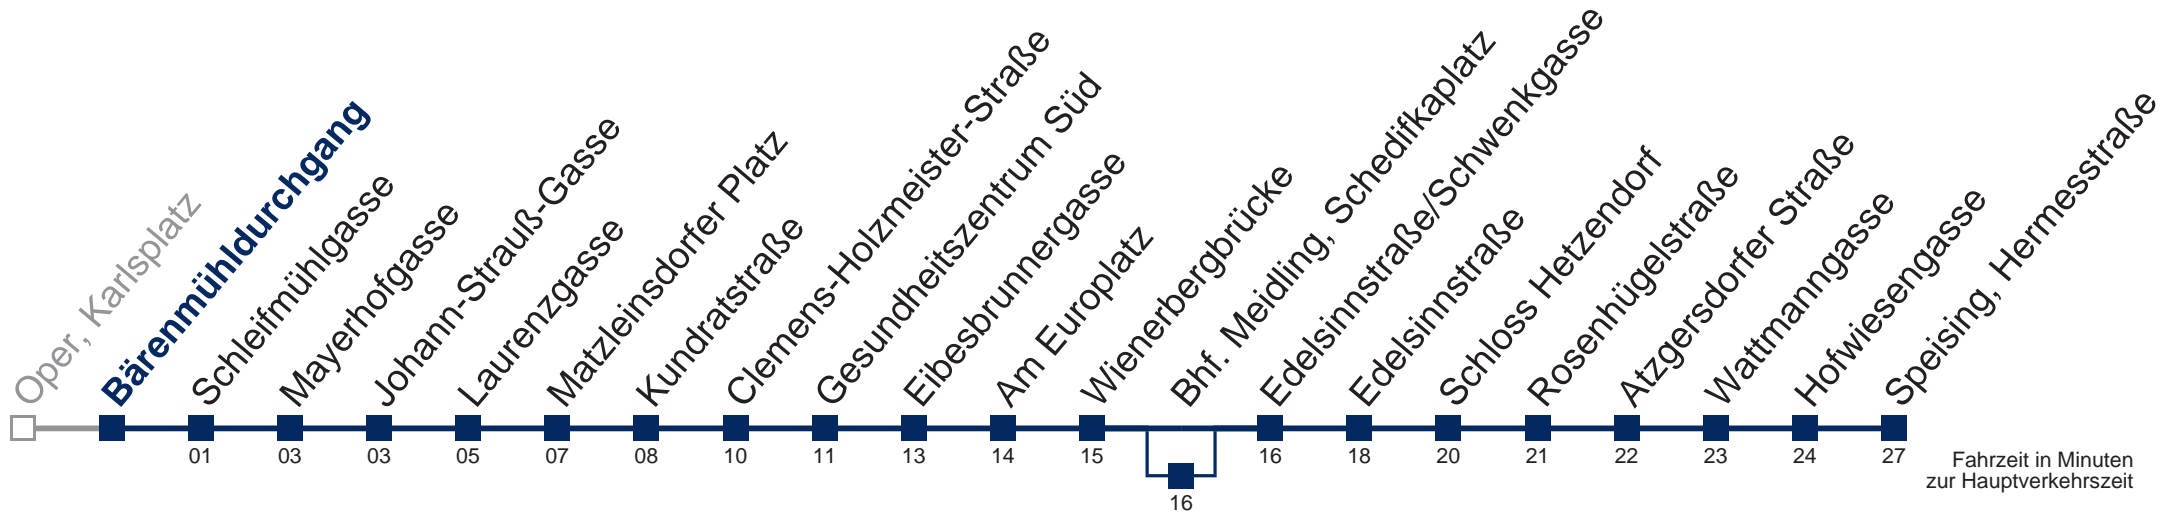 Oper, Karlsplatz
Bärenmühldurchgang
Schleifmühlgasse
Mayerhofgasse
Johann-Strauß-Gasse
Laurenzgasse
Matzleinsdorfer Platz
Kundratstraße
Clemens-Holzmeister-Straße
Gesundheitszentrum Süd
Eibesbrunnergasse
Am Europlatz
Wienerbergbrücke
Bhf. Meidling, Schedifkaplatz
Edelsinnstraße/Schwenkgasse
Edelsinnstraße
Schloss Hetzendorf
Rosenhügelstraße
Atzgersdorfer Straße
Wattmanngasse
Hofwiesengasse
Speising, Hermesstraße
01 03 03 05 07 08 10 11 13 14 15 16 18 20 21 22 23 24 27
16
Fahrzeit in Minuten
zur Hauptverkehrszeit